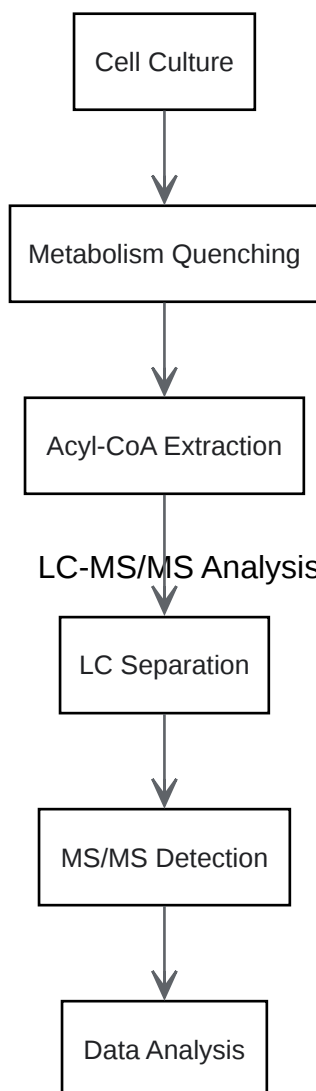 Cell Culture
Metabolism Quenching
Acyl-CoA Extraction
LC-MS/MS Analysis
LC Separation
MS/MS Detection
Data Analysis